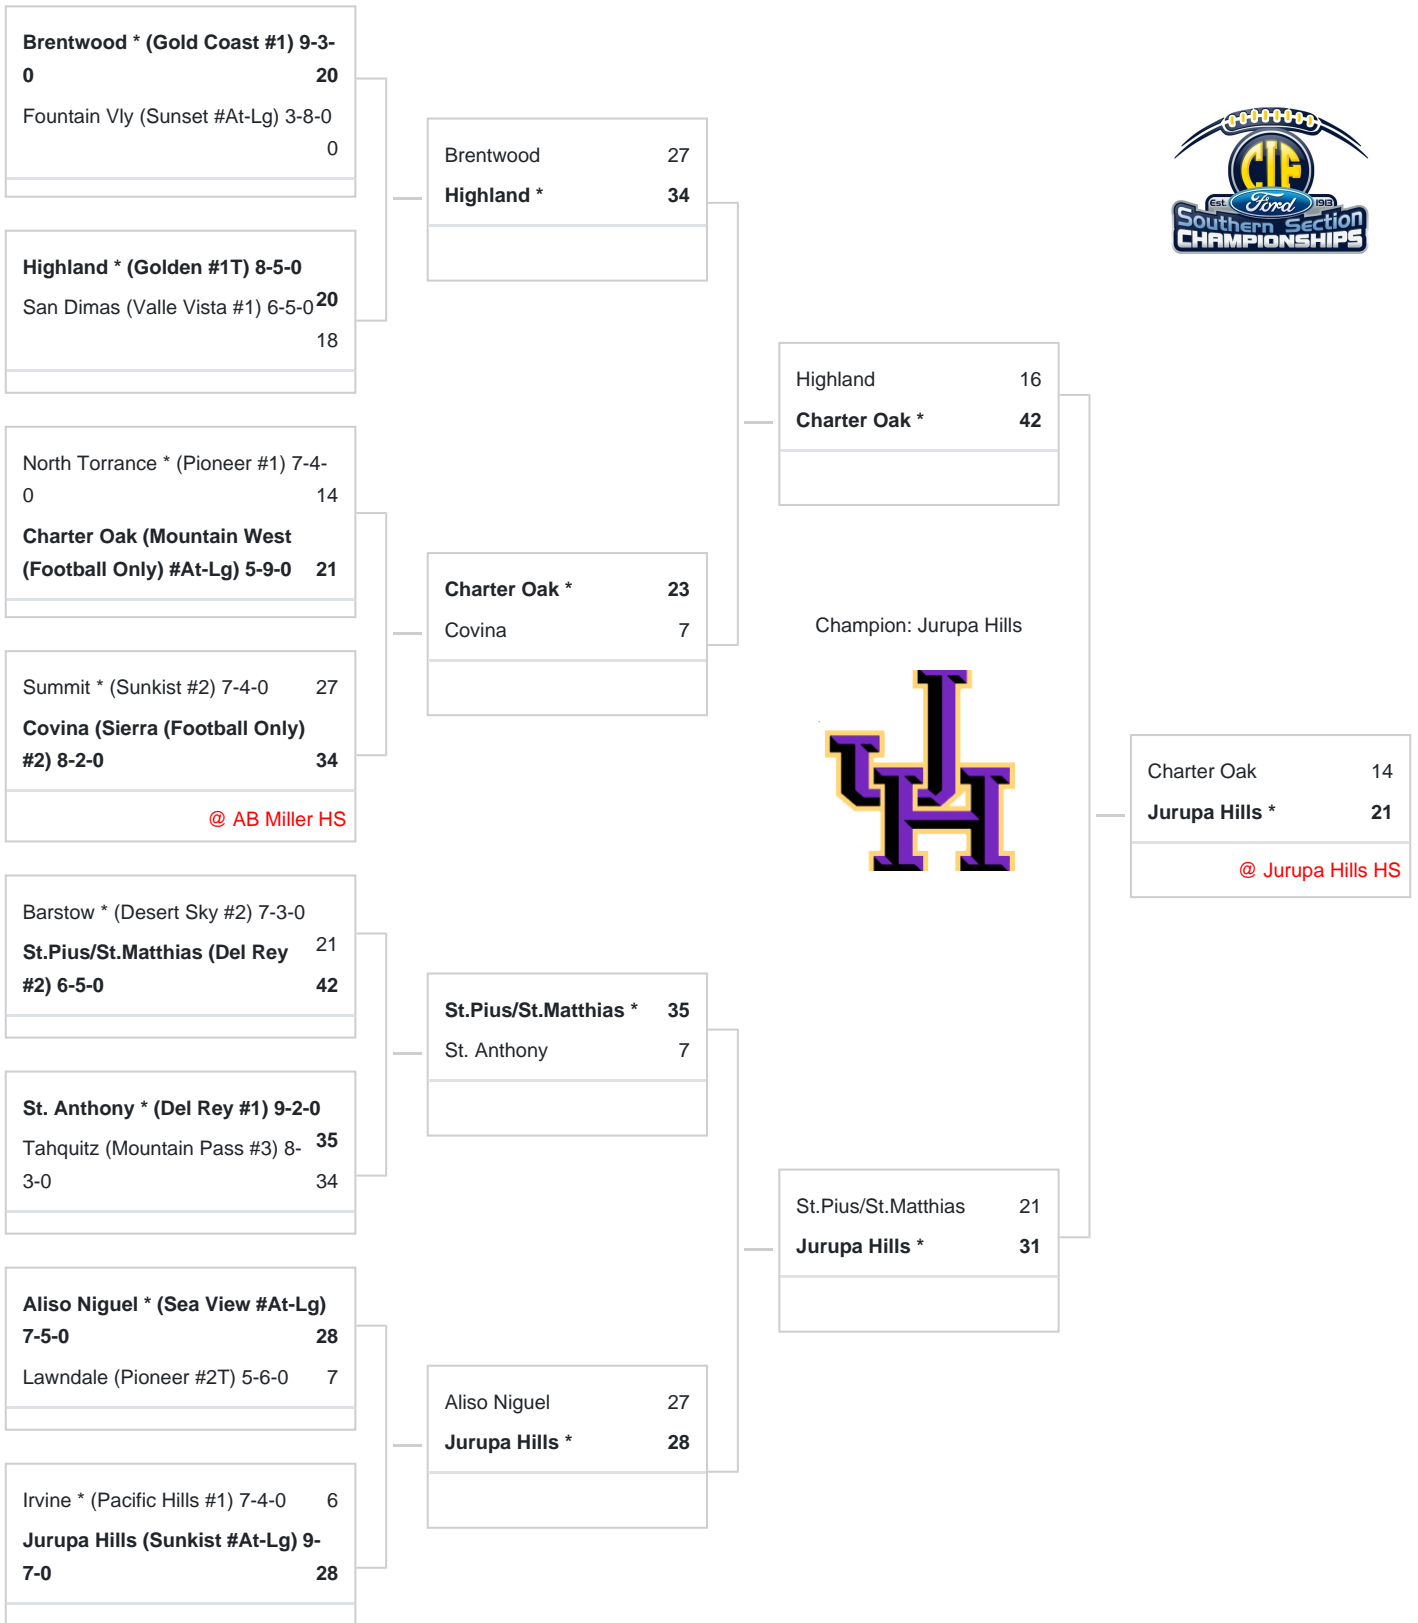 Brentwood * (Gold Coast #1) 9-3-
0 20
Fountain Vly (Sunset #At-Lg) 3-8-0
0
Highland * (Golden #1T) 8-5-0
20
San Dimas (Valle Vista #1) 6-5-0
18
North Torrance * (Pioneer #1) 7-4-
0 14
Charter Oak (Mountain West
(Football Only) #At-Lg) 5-9-0 21
Summit * (Sunkist #2) 7-4-0 27
Covina (Sierra (Football Only)
#2) 8-2-0 34
@ AB Miller HS
Barstow * (Desert Sky #2) 7-3-0
21
St.Pius/St.Matthias (Del Rey
#2) 6-5-0 42
St. Anthony * (Del Rey #1) 9-2-0
35
Tahquitz (Mountain Pass #3) 8-
3-0 34
Aliso Niguel * (Sea View #At-Lg)
7-5-0 28
Lawndale (Pioneer #2T) 5-6-0 7
Irvine * (Pacific Hills #1) 7-4-0 6
Jurupa Hills (Sunkist #At-Lg) 9-
7-0 28
Brentwood 27
Highland * 34
Charter Oak * 23
Covina 7
St.Pius/St.Matthias * 35
St. Anthony 7
Aliso Niguel 27
Jurupa Hills * 28
Highland 16
Charter Oak * 42
St.Pius/St.Matthias 21
Jurupa Hills * 31
Champion: Jurupa Hills
JH
Charter Oak 14
Jurupa Hills * 21
@ Jurupa Hills HS
CIF
Est. Ford 1913
Southern Section
CHAMPIONSHIPS